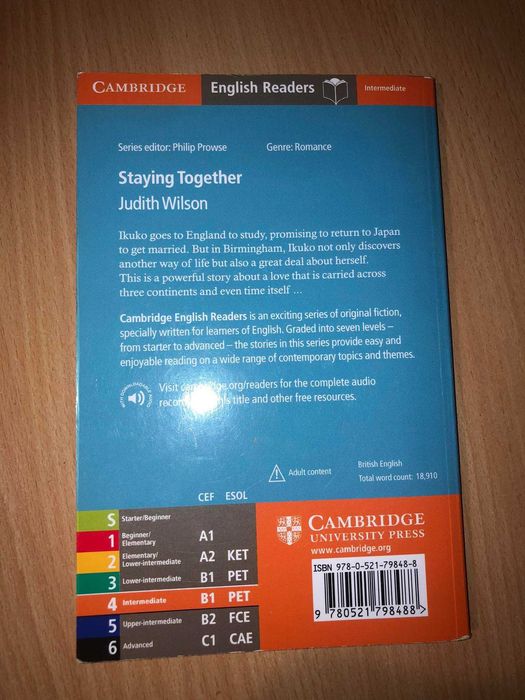 CAMBRIDGE English Readers Intermediate
Series editor: Philip Prowse Genre: Romance
Staying Together
Judith Wilson
Ikuko goes to England to study, promising to return to Japan
to get married. But in Birmingham, Ikuko not only discovers
another way of life but also a great deal about herself.
This is a powerful story about a love that is carried across
three continents and even time itself ...
Cambridge English Readers is an exciting series of original fiction,
specially written for learners of English. Graded into seven levels –
from starter to advanced – the stories in this series provide easy and
enjoyable reading on a wide range of contemporary topics and themes.
WITH DOWNLOADABLE AUDIO
Visit cambridge.org/readers for the complete audio
title and other free resources.
Adult content
British English
Total word count: 18,910
CEF ESOL
S Starter/Beginner
1 Beginner/
Elementary A1
2 Elementary/
Lower-intermediate A2 KET
3 Lower-intermediate B1 PET
4 Intermediate B1 PET
5 Upper-intermediate B2 FCE
6 Advanced C1 CAE
CAMBRIDGE
UNIVERSITY PRESS
www.cambridge.org
ISBN 978-0-521-79848-8
9 780521 798488 >